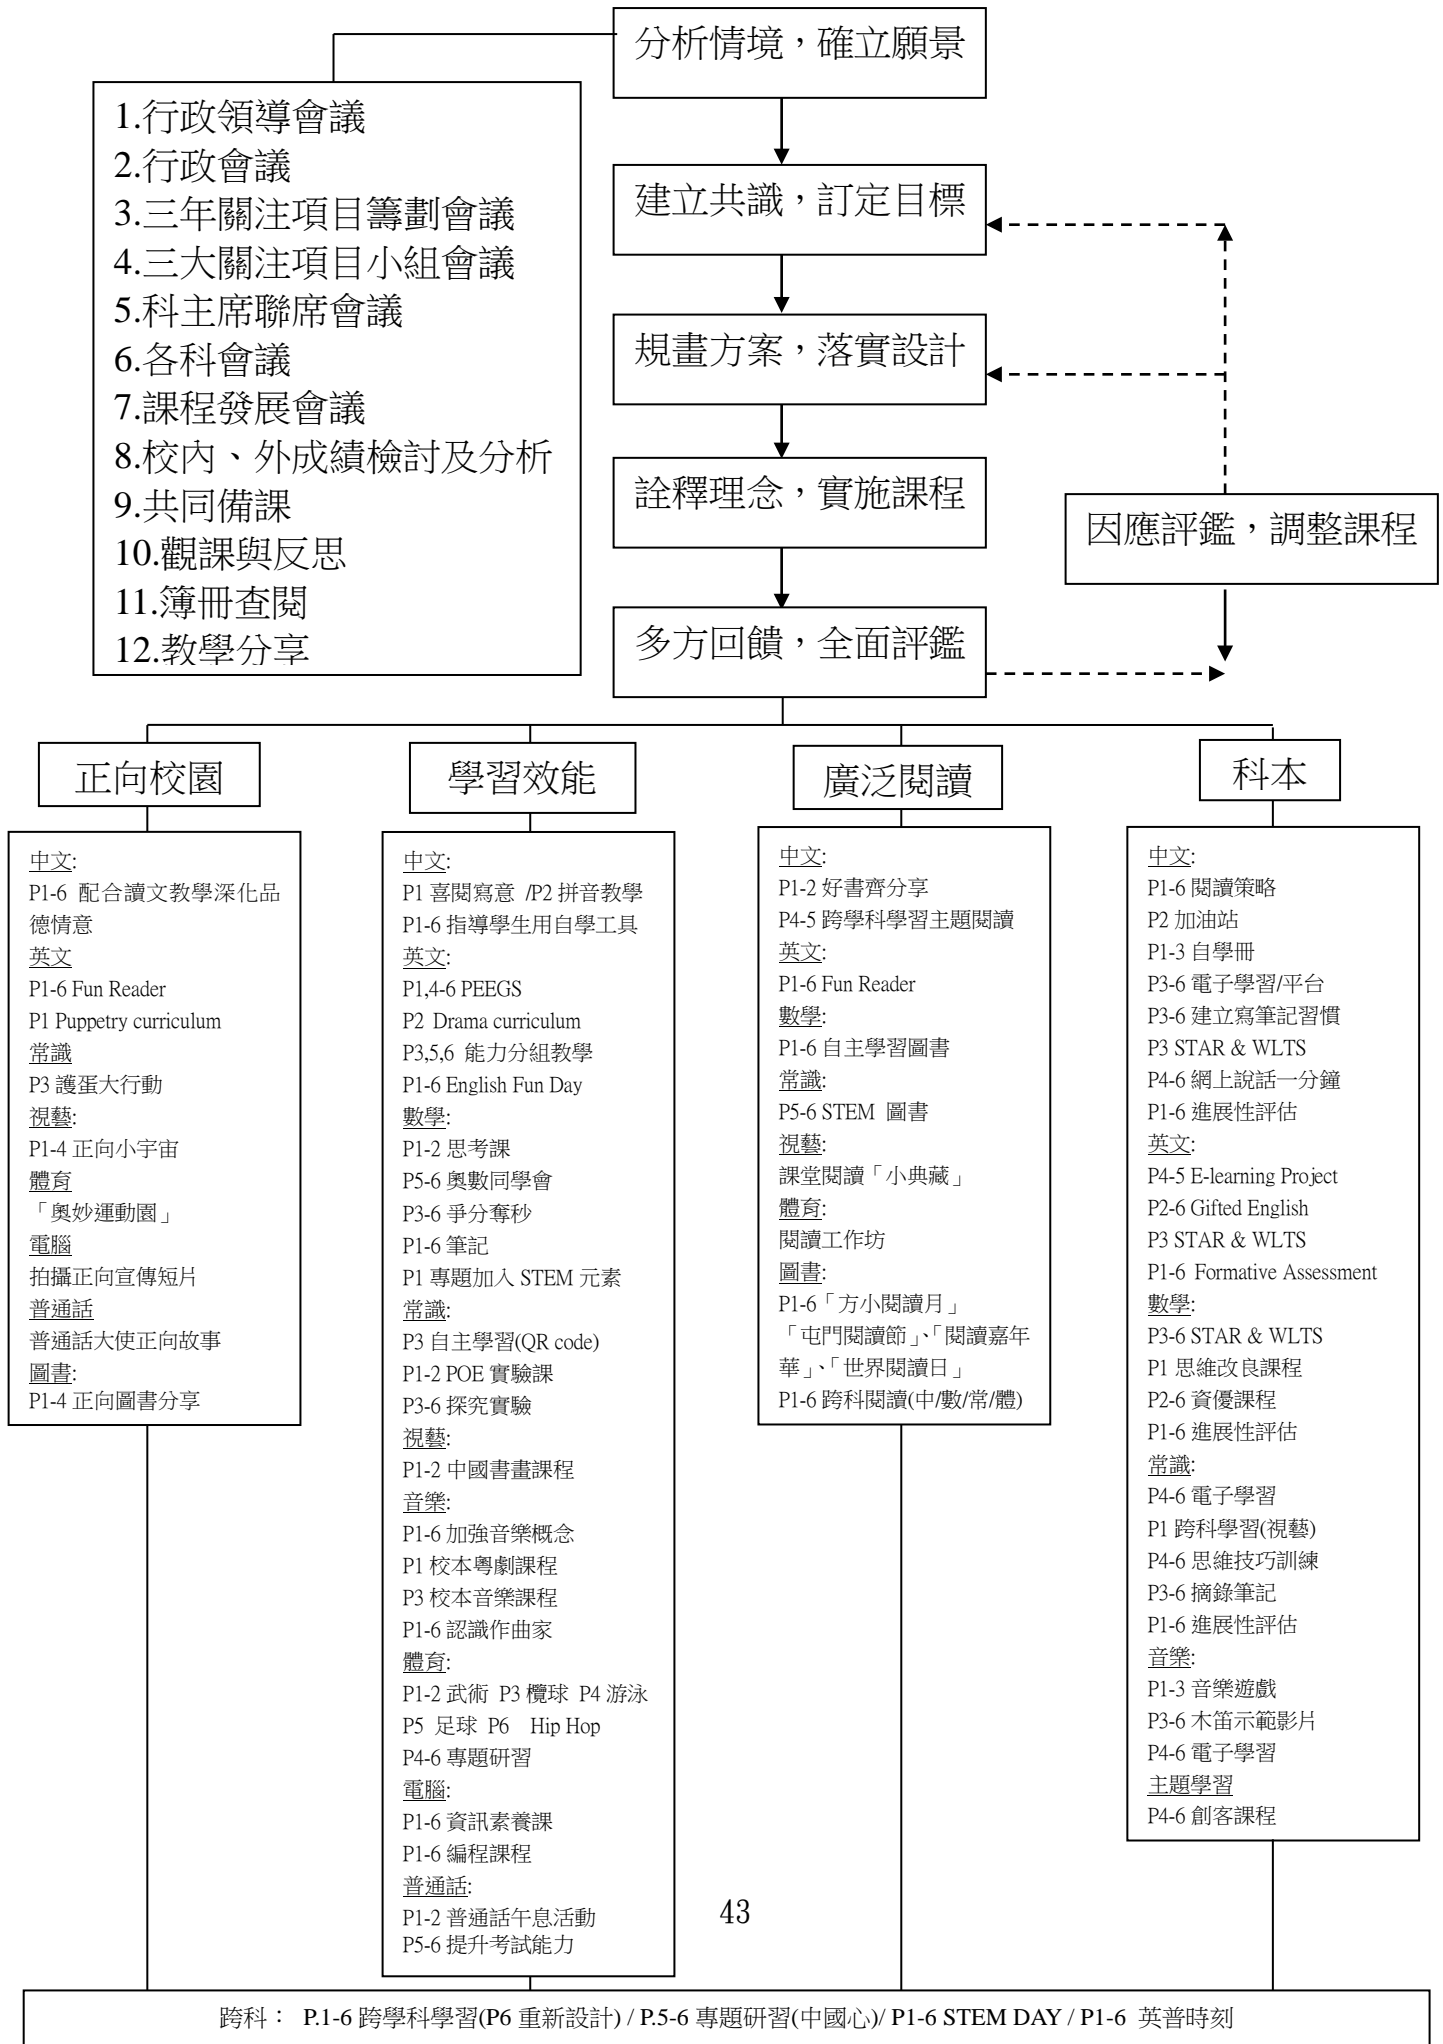 分析情境，確立願景
1.行政領導會議
2.行政會議
3.三年關注項目籌劃會議
4.三大關注項目小組會議
5.科主席聯席會議
6.各科會議
7.課程發展會議
8.校內、外成績檢討及分析
9.共同備課
10.觀課與反思
11.簿冊查閱
12.教學分享
建立共識，訂定目標
規畫方案，落實設計
詮釋理念，實施課程
因應評鑑，調整課程
多方回饋，全面評鑑
正向校園
中文:
P1-6 配合讀文教學深化品
德情意
英文
P1-6 Fun Reader
P1 Puppetry curriculum
常識
P3 護蛋大行動
視藝:
P1-4 正向小宇宙
體育
「奧妙運動園」
電腦
拍攝正向宣傳短片
普通話
普通話大使正向故事
圖書:
P1-4 正向圖書分享
學習效能
中文:
P1 喜閱寫意 /P2 拼音教學
P1-6 指導學生用自學工具
英文:
P1,4-6 PEEGS
P2 Drama curriculum
P3,5,6 能力分組教學
P1-6 English Fun Day
數學:
P1-2 思考課
P5-6 奧數同學會
P3-6 爭分奪秒
P1-6 筆記
P1 專題加入 STEM 元素
常識:
P3 自主學習(QR code)
P1-2 POE 實驗課
P3-6 探究實驗
視藝:
P1-2 中國書畫課程
音樂:
P1-6 加強音樂概念
P1 校本粵劇課程
P3 校本音樂課程
P1-6 認識作曲家
體育:
P1-2 武術 P3 欖球 P4 游泳
P5 足球 P6 Hip Hop
P4-6 專題研習
電腦:
P1-6 資訊素養課
P1-6 編程課程
普通話:
P1-2 普通話午息活動
P5-6 提升考試能力
廣泛閱讀
中文:
P1-2 好書齊分享
P4-5 跨學科學習主題閱讀
英文:
P1-6 Fun Reader
數學:
P1-6 自主學習圖書
常識:
P5-6 STEM 圖書
視藝:
課堂閱讀「小典藏」
體育:
閱讀工作坊
圖書:
P1-6「方小閱讀月」
「屯門閱讀節」、「閱讀嘉年
華」、「世界閱讀日」
P1-6 跨科閱讀(中/數/常/體)
科本
中文:
P1-6 閱讀策略
P2 加油站
P1-3 自學冊
P3-6 電子學習/平台
P3-6 建立寫筆記習慣
P3 STAR & WLTS
P4-6 網上說話一分鐘
P1-6 進展性評估
英文:
P4-5 E-learning Project
P2-6 Gifted English
P3 STAR & WLTS
P1-6 Formative Assessment
數學:
P3-6 STAR & WLTS
P1 思維改良課程
P2-6 資優課程
P1-6 進展性評估
常識:
P4-6 電子學習
P1 跨科學習(視藝)
P4-6 思維技巧訓練
P3-6 摘錄筆記
P1-6 進展性評估
音樂:
P1-3 音樂遊戲
P3-6 木笛示範影片
P4-6 電子學習
主題學習
P4-6 創客課程
43
跨科： P.1-6 跨學科學習(P6 重新設計) / P.5-6 專題研習(中國心)/ P1-6 STEM DAY / P1-6 英普時刻